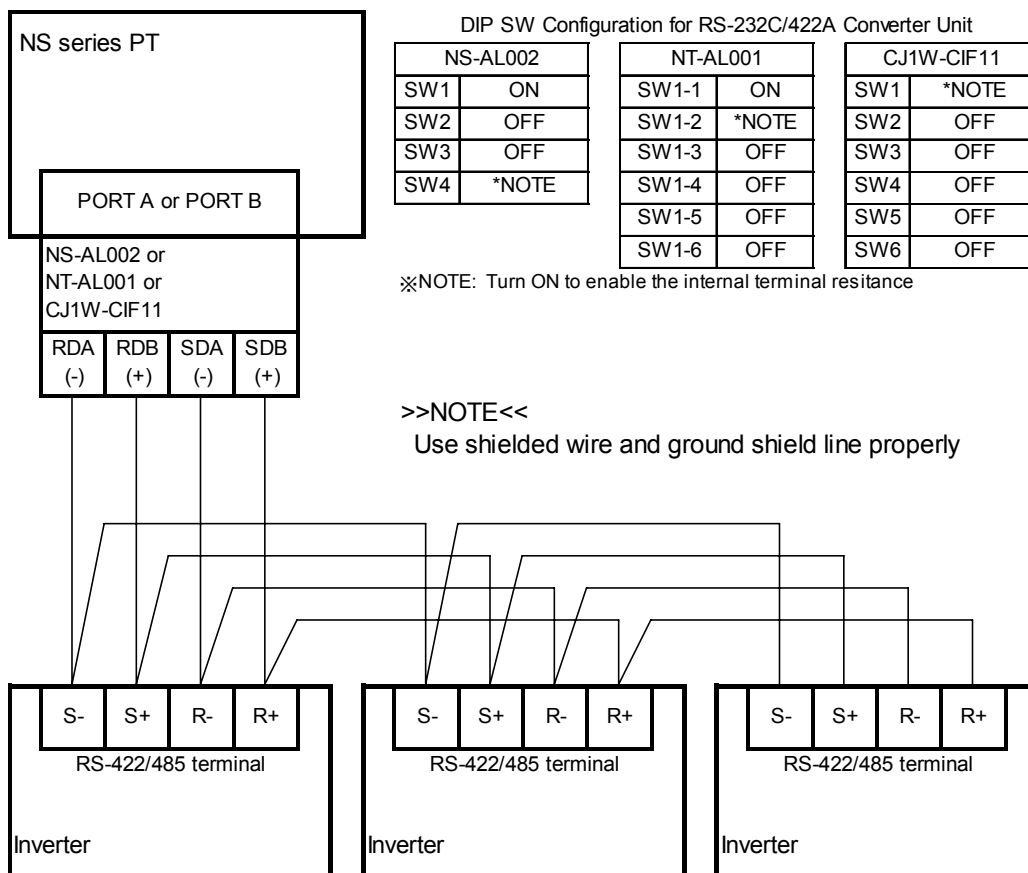 NS series PT
PORT A or PORT B
NS-AL002 or
NT-AL001 or
CJ1W-CIF11
RDA RDB SDA SDB
(-) (+) (-) (+)
DIP SW Configuration for RS-232C/422A Converter Unit
NS-AL002
SW1 ON
SW2 OFF
SW3 OFF
SW4 *NOTE
NT-AL001
SW1-1 ON
SW1-2 *NOTE
SW1-3 OFF
SW1-4 OFF
SW1-5 OFF
SW1-6 OFF
CJ1W-CIF11
SW1 *NOTE
SW2 OFF
SW3 OFF
SW4 OFF
SW5 OFF
SW6 OFF
※NOTE: Turn ON to enable the internal terminal resitance
>>NOTE<<
Use shielded wire and ground shield line properly
S- S+ R- R+
RS-422/485 terminal
Inverter
S- S+ R- R+
RS-422/485 terminal
Inverter
S- S+ R- R+
RS-422/485 terminal
Inverter